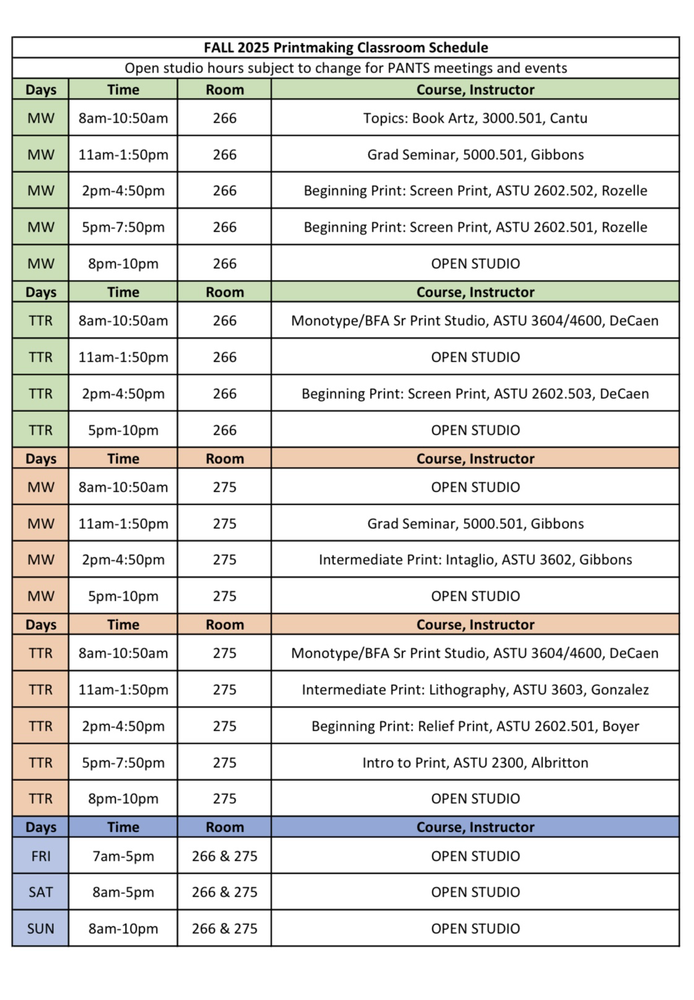 FALL 2025 Printmaking Classroom Schedule
Open studio hours subject to change for PANTS meetings and events
Days Time Room Course, Instructor
MW 8am-10:50am 266 Topics: Book Artz, 3000.501, Cantu
MW 11am-1:50pm 266 Grad Seminar, 5000.501, Gibbons
MW 2pm-4:50pm 266 Beginning Print: Screen Print, ASTU 2602.502, Rozelle
MW 5pm-7:50pm 266 Beginning Print: Screen Print, ASTU 2602.501, Rozelle
MW 8pm-10pm 266 OPEN STUDIO
Days Time Room Course, Instructor
TTR 8am-10:50am 266 Monotype/BFA Sr Print Studio, ASTU 3604/4600, DeCaen
TTR 11am-1:50pm 266 OPEN STUDIO
TTR 2pm-4:50pm 266 Beginning Print: Screen Print, ASTU 2602.503, DeCaen
TTR 5pm-10pm 266 OPEN STUDIO
Days Time Room Course, Instructor
MW 8am-10:50am 275 OPEN STUDIO
MW 11am-1:50pm 275 Grad Seminar, 5000.501, Gibbons
MW 2pm-4:50pm 275 Intermediate Print: Intaglio, ASTU 3602, Gibbons
MW 5pm-10pm 275 OPEN STUDIO
Days Time Room Course, Instructor
TTR 8am-10:50am 275 Monotype/BFA Sr Print Studio, ASTU 3604/4600, DeCaen
TTR 11am-1:50pm 275 Intermediate Print: Lithography, ASTU 3603, Gonzalez
TTR 2pm-4:50pm 275 Beginning Print: Relief Print, ASTU 2602.501, Boyer
TTR 5pm-7:50pm 275 Intro to Print, ASTU 2300, Albritton
TTR 8pm-10pm 275 OPEN STUDIO
Days Time Room Course, Instructor
FRI 7am-5pm 266 & 275 OPEN STUDIO
SAT 8am-5pm 266 & 275 OPEN STUDIO
SUN 8am-10pm 266 & 275 OPEN STUDIO